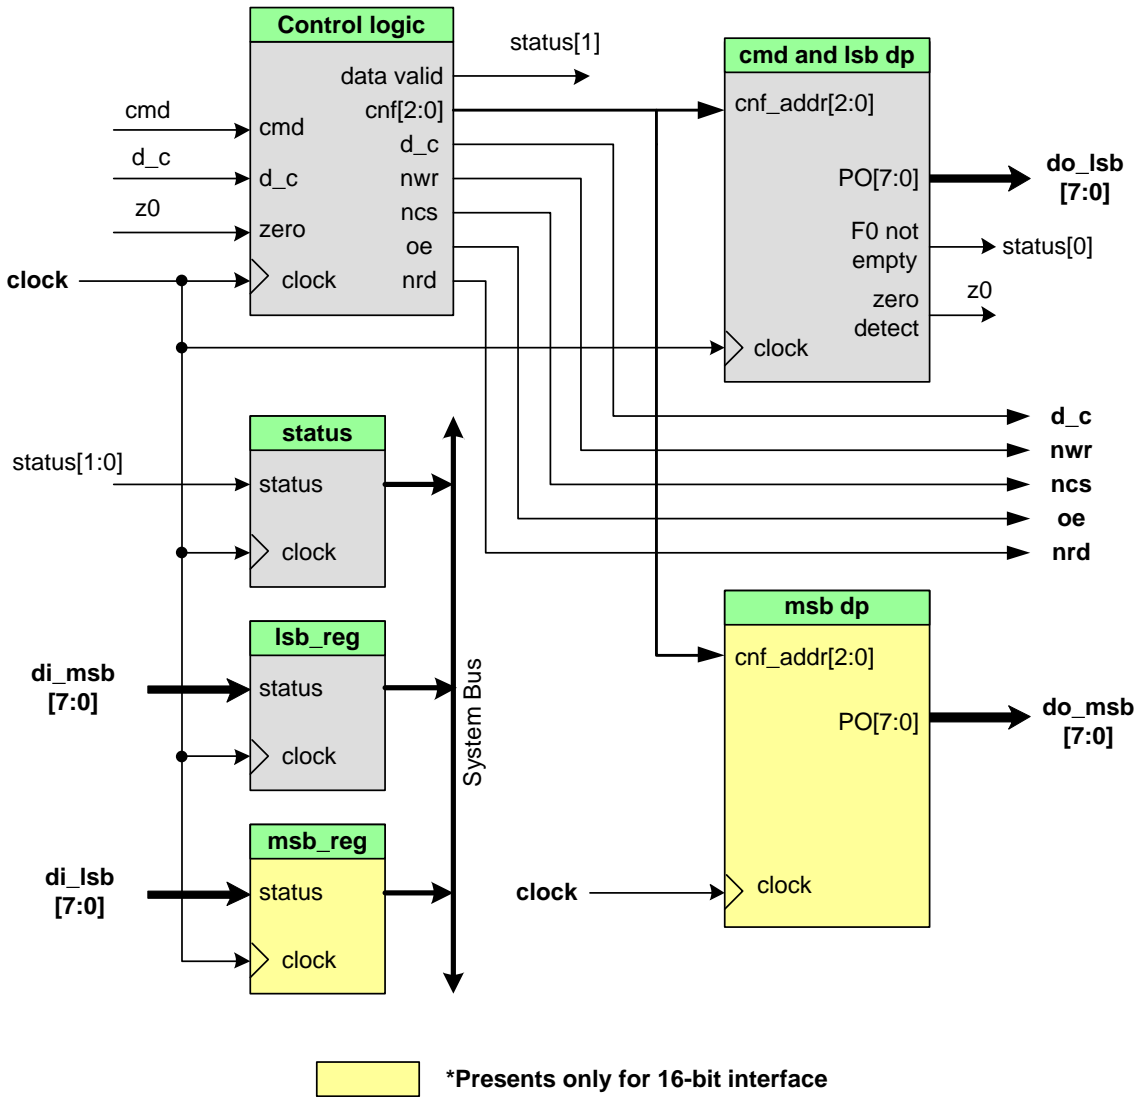 Control logic
data valid
cnf[2:0]
d_c
nwr
ncs
oe
nrd
cmd
d_c
zero
clock
cmd
d_c
z0
clock
status[1]
cmd and lsb dp
cnf_addr[2:0]
PO[7:0]
F0 not
empty
zero
detect
clock
do_lsb
[7:0]
status[0]
z0
d_c
nwr
ncs
oe
nrd
status
status[1:0]
status
clock
lsb_reg
di_msb
[7:0]
status
clock
System Bus
msb_reg
di_lsb
[7:0]
status
clock
msb dp
cnf_addr[2:0]
PO[7:0]
do_msb
[7:0]
clock
clock
*Presents only for 16-bit interface